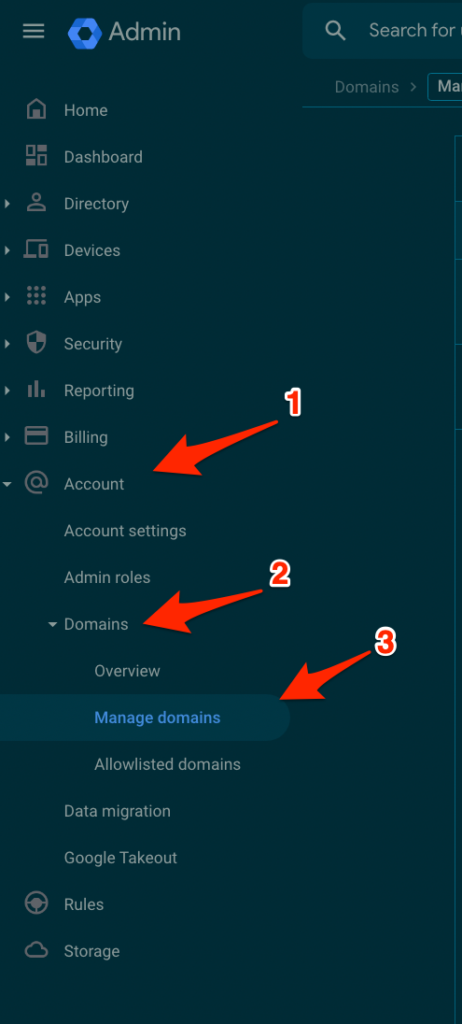 Admin
Search for
Domains > Ma
Home
Dashboard
Directory
Devices
Apps
Security
Reporting
1
Billing
Account
Account settings
Admin roles
2
Domains
3
Overview
Manage domains
Allowlisted domains
Data migration
Google Takeout
Rules
Storage